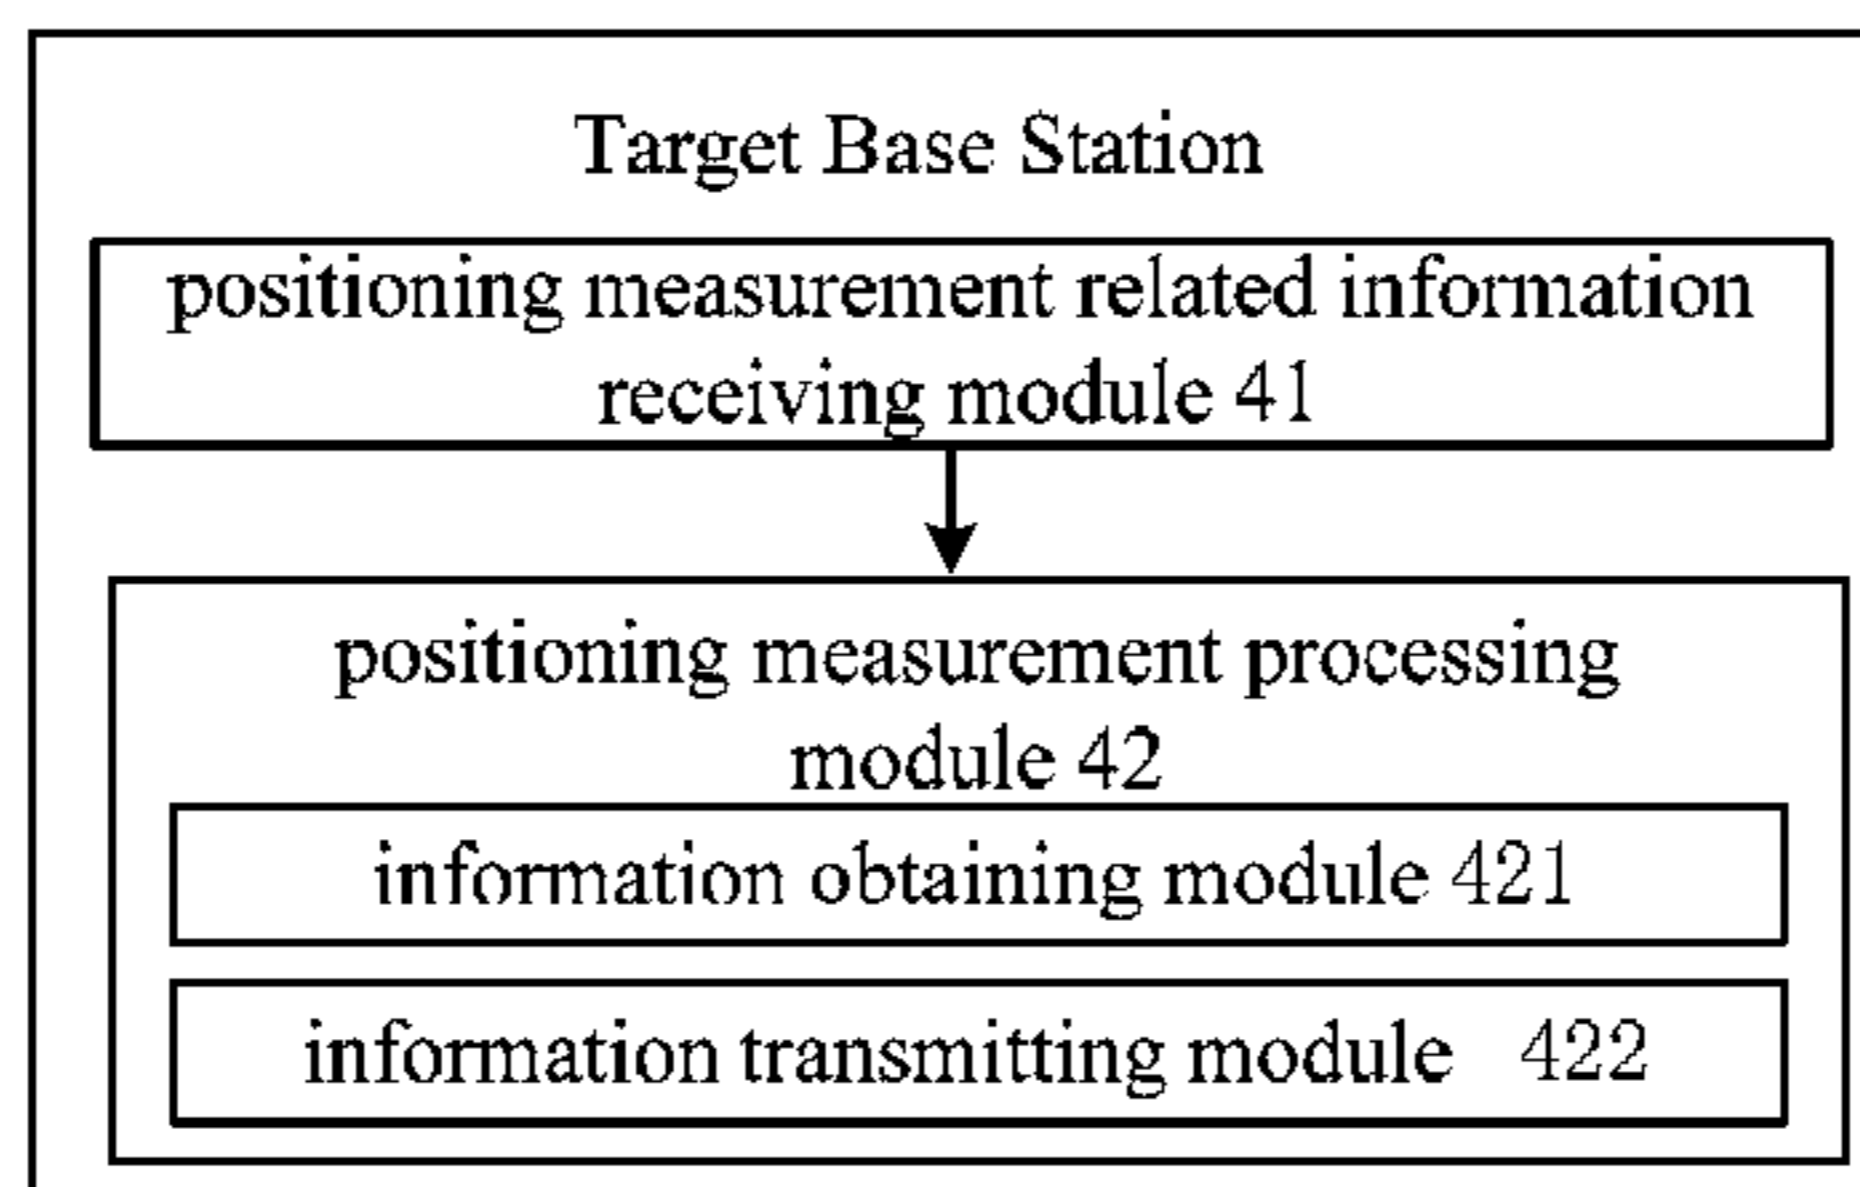 Target Base Station
positioning measurement related information
receiving module 41
positioning measurement processing
module 42
information obtaining module 421
information transmitting module 422